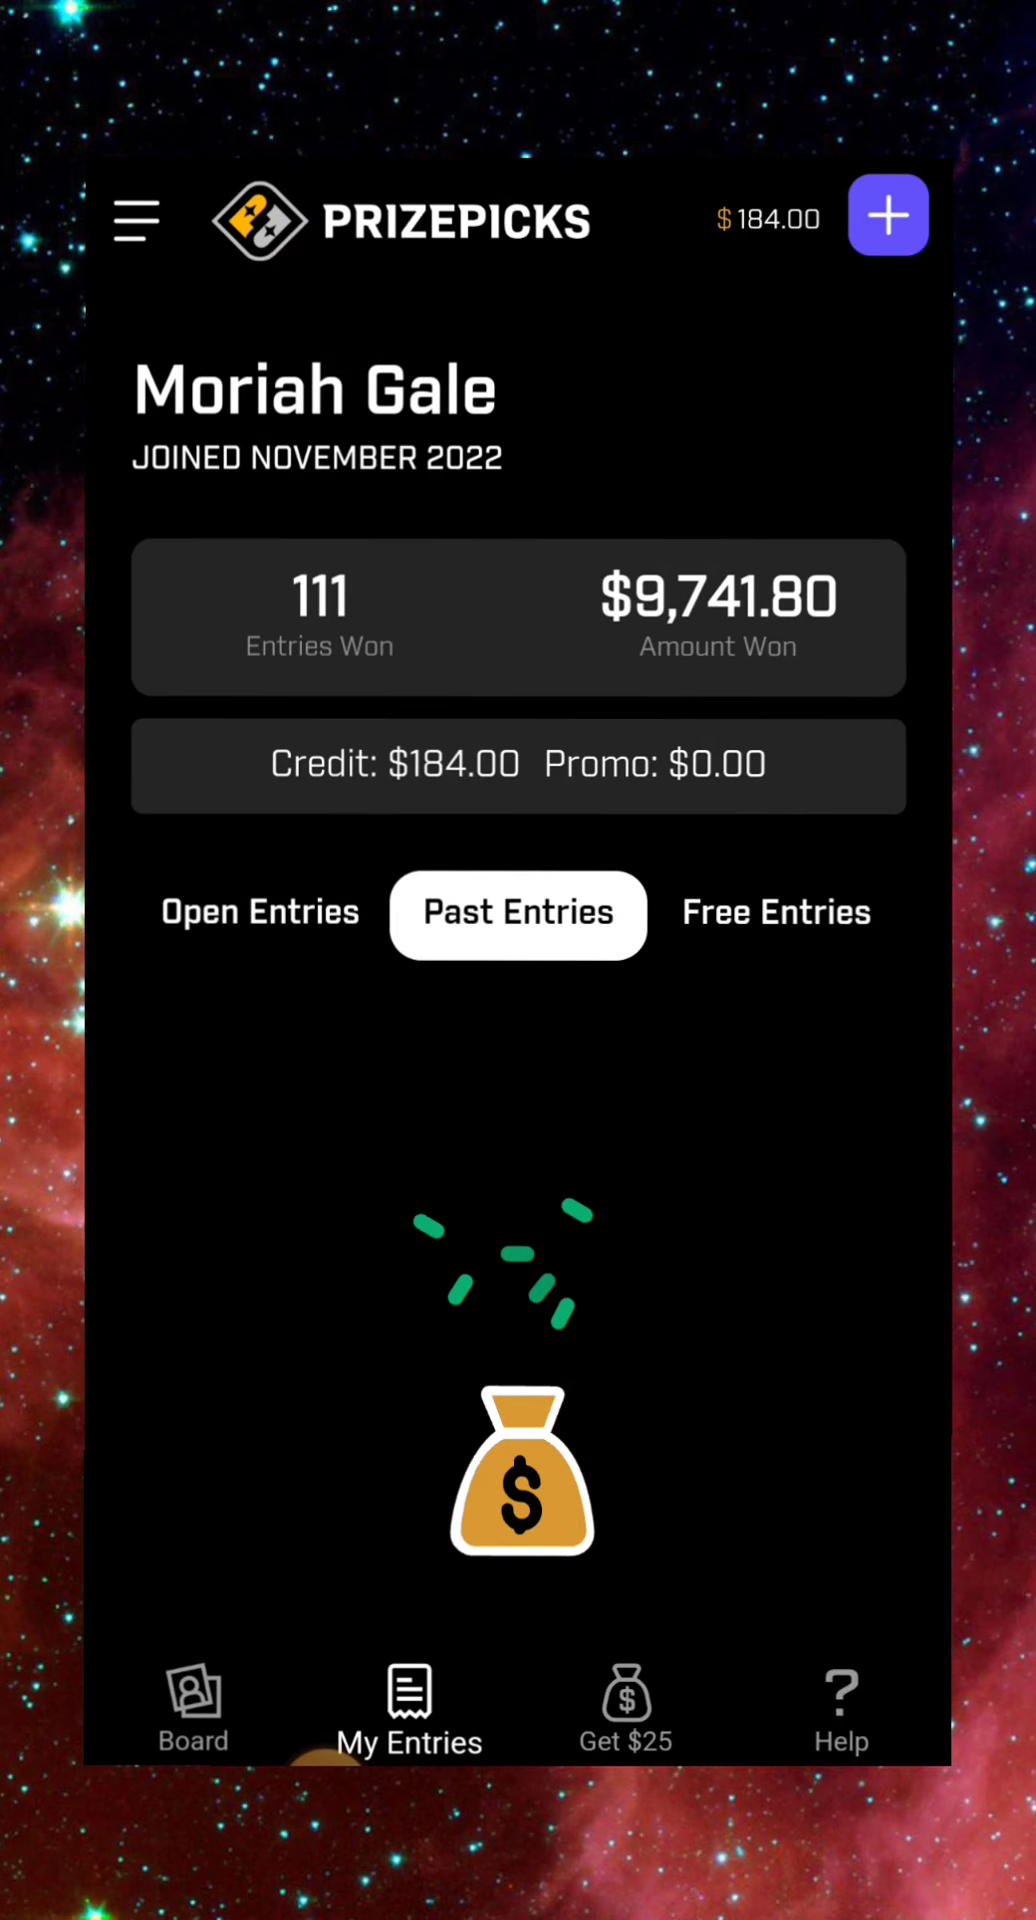 PRIZEPICKS
$ 184.00
Moriah Gale
JOINED NOVEMBER 2022
111
Entries Won
$9,741.80
Amount Won
Credit: $184.00 Promo: $0.00
Open Entries
Past Entries
Free Entries
$
Board
My Entries
$
Get $25
?
Help